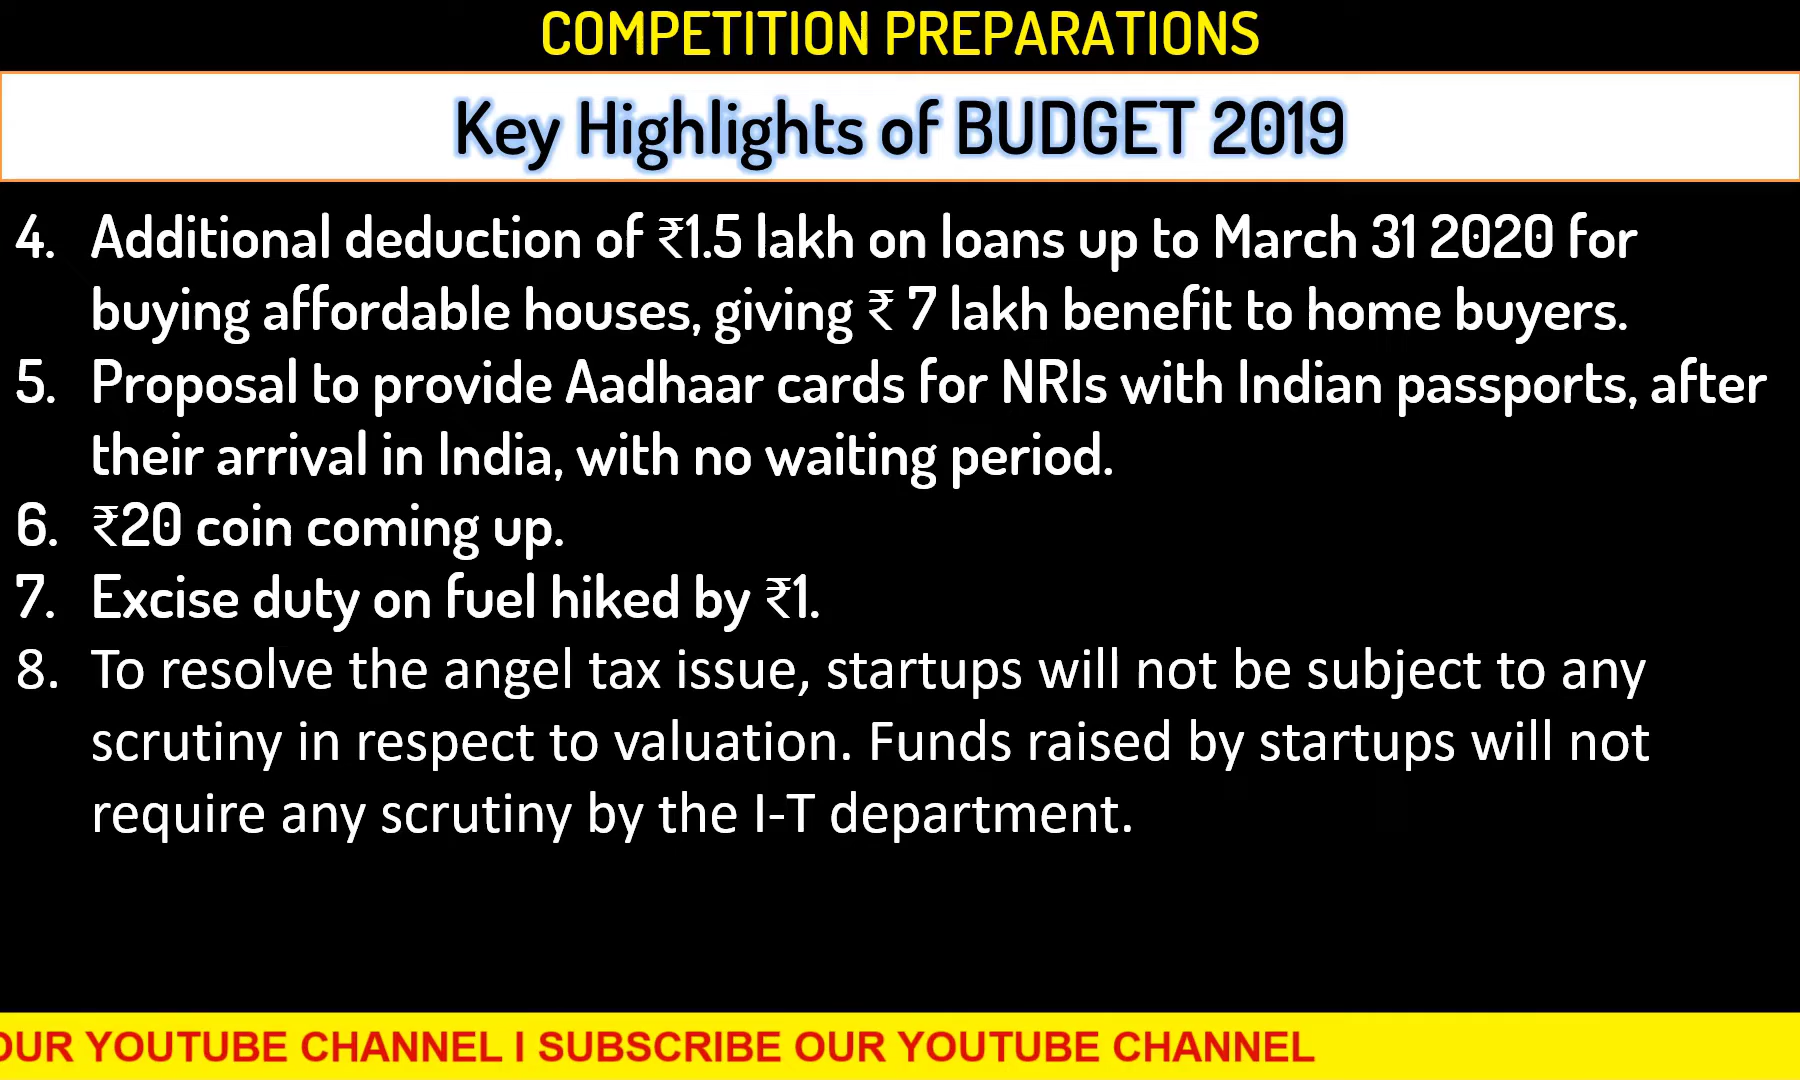 COMPETITION PREPARATIONS
Key Highlights of BUDGET 2019
4. Additional deduction of ₹1.5 lakh on loans up to March 31 2020 for
buying affordable houses, giving ₹ 7 lakh benefit to home buyers.
5. Proposal to provide Aadhaar cards for NRIs with Indian passports, after
their arrival in India, with no waiting period.
6. ₹20 coin coming up.
7. Excise duty on fuel hiked by ₹1.
8. To resolve the angel tax issue, startups will not be subject to any
scrutiny in respect to valuation. Funds raised by startups will not
require any scrutiny by the I-T department.
OUR YOUTUBE CHANNEL I SUBSCRIBE OUR YOUTUBE CHANNEL